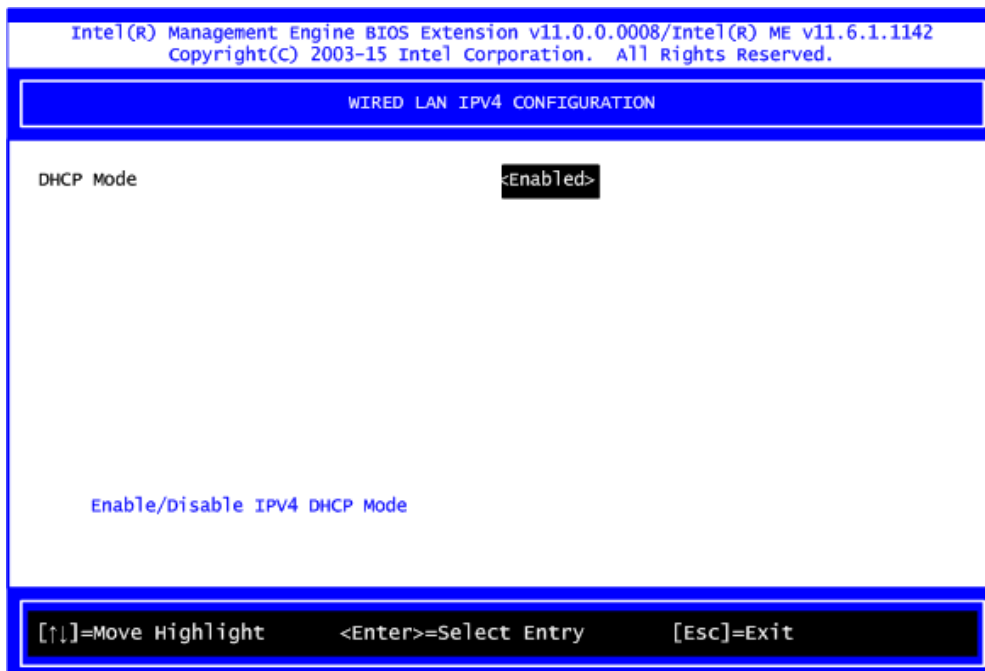 Intel(R) Management Engine BIOS Extension v11.0.0.0008/Intel(R) ME v11.6.1.1142
Copyright(C) 2003-15 Intel Corporation. All Rights Reserved.
WIRED LAN IPV4 CONFIGURATION
DHCP Mode <Enabled>
Enable/Disable IPV4 DHCP Mode
[↑↓]=Move Highlight <Enter>=Select Entry [Esc]=Exit